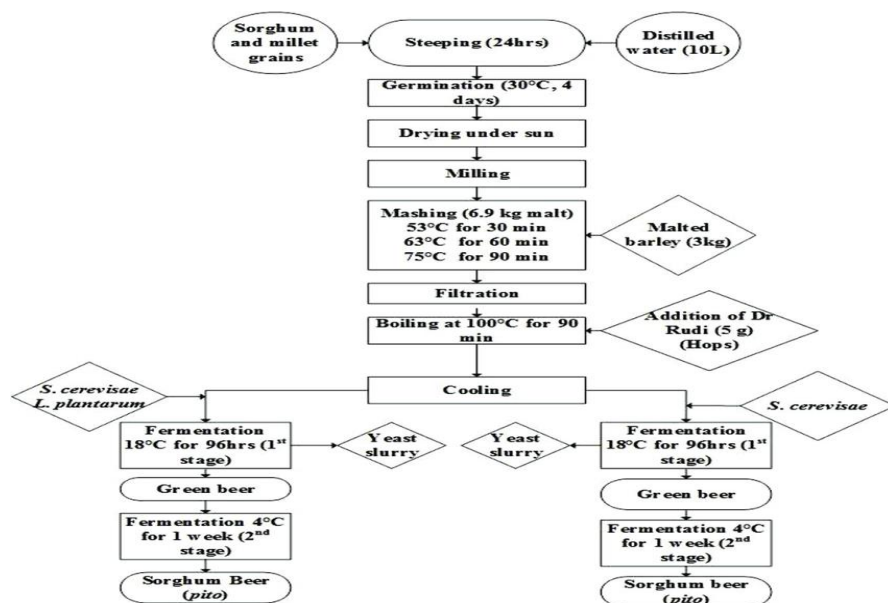 Sorghum
and millet
grains
Steeping (24hrs)
Distilled
water (10L)
Germination (30°C, 4
days)
Drying under sun
Milling
Mashing (6.9 kg malt)
53°C for 30 min
63°C for 60 min
75°C for 90 min
Malted
barley (3kg)
Filtration
Boiling at 100°C for 90
min
Addition of Dr
Rudi (5 g)
(Hops)
Cooling
S. cerevisae
L. plantarum
S. cerevisae
Fermentation
18°C for 96hrs (1st
stage)
Yeast
slurry
Yeast
slurry
Fermentation
18°C for 96hrs (1st
stage)
Green beer
Green beer
Fermentation 4°C
for 1 week (2nd
stage)
Fermentation 4°C
for 1 week (2nd
stage)
Sorghum Beer
(pito)
Sorghum beer
(pito)